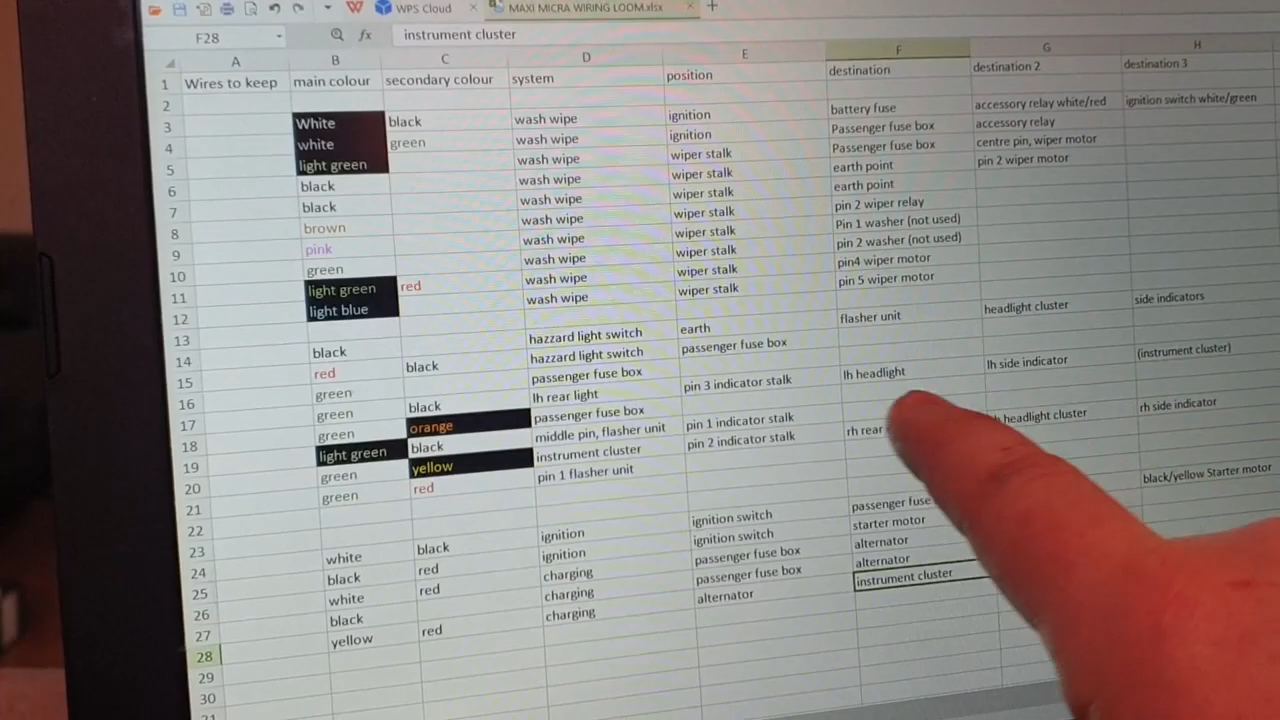 WPS Cloud MAXI MICRA WIRING LOOM.xlsx
F28 fx instrument cluster
A B C D E F G H
1 Wires to keep main colour secondary colour system position destination destination 2 destination 3
2
3 White black wash wipe ignition battery fuse accessory relay white/red ignition switch white/green
4 white green wash wipe ignition Passenger fuse box accessory relay
5 light green wash wipe wiper stalk Passenger fuse box centre pin, wiper motor
6 black wash wipe wiper stalk earth point pin 2 wiper motor
7 black wash wipe wiper stalk earth point
8 brown wash wipe wiper stalk pin 2 wiper relay
9 pink wash wipe wiper stalk Pin 1 washer (not used)
10 green wash wipe wiper stalk pin 2 washer (not used)
11 light green red wash wipe wiper stalk pin4 wiper motor
12 light blue wash wipe wiper stalk pin 5 wiper motor
13
14 black hazzard light switch earth flasher unit headlight cluster side indicators
15 red black hazzard light switch passenger fuse box
16 green passenger fuse box
17 green black lh rear light pin 3 indicator stalk lh headlight lh side indicator (instrument cluster)
18 green orange passenger fuse box
19 light green black middle pin, flasher unit pin 1 indicator stalk
20 green yellow instrument cluster pin 2 indicator stalk rh rear headlight cluster rh side indicator
21 green red pin 1 flasher unit
22
23
24 white black ignition ignition switch passenger fuse black/yellow Starter motor
25 black red ignition ignition switch starter motor
26 white red charging passenger fuse box alternator
27 black charging passenger fuse box alternator
28 yellow red charging alternator instrument cluster
29
30